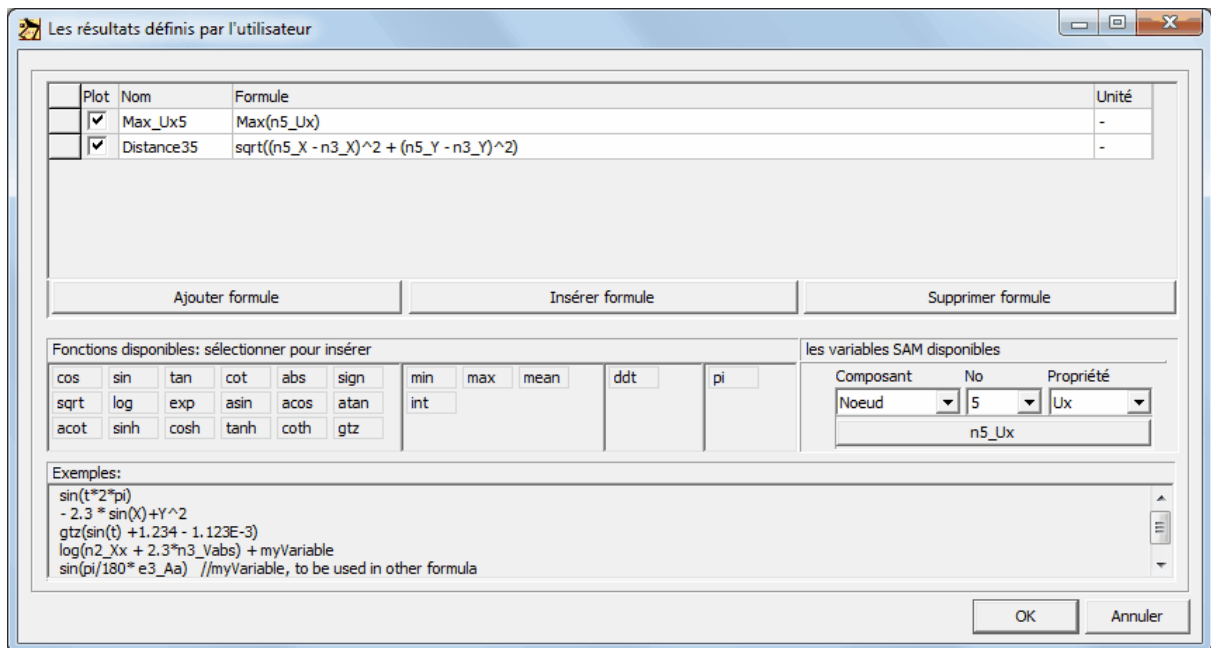 Les résultats définis par l'utilisateur
Plot Nom Formule Unité
Max_Ux5 Max(n5_Ux) -
Distance35 sqrt((n5_X - n3_X)^2 + (n5_Y - n3_Y)^2) -
Ajouter formule Insérer formule Supprimer formule
Fonctions disponibles: sélectionner pour insérer les variables SAM disponibles
cos sin tan cot abs sign min max mean ddt pi Composant No Propriété
sqrt log exp asin acos atan int Noeud 5 Ux
acot sinh cosh tanh coth gtz n5_Ux
Exemples:
sin(t*2*pi)
- 2.3 * sin(X)+Y^2
gtz(sin(t) +1.234 - 1.123E-3)
log(n2_Xx + 2.3*n3_Vabs) + myVariable
sin(pi/180* e3_Aa) //myVariable, to be used in other formula
OK Annuler